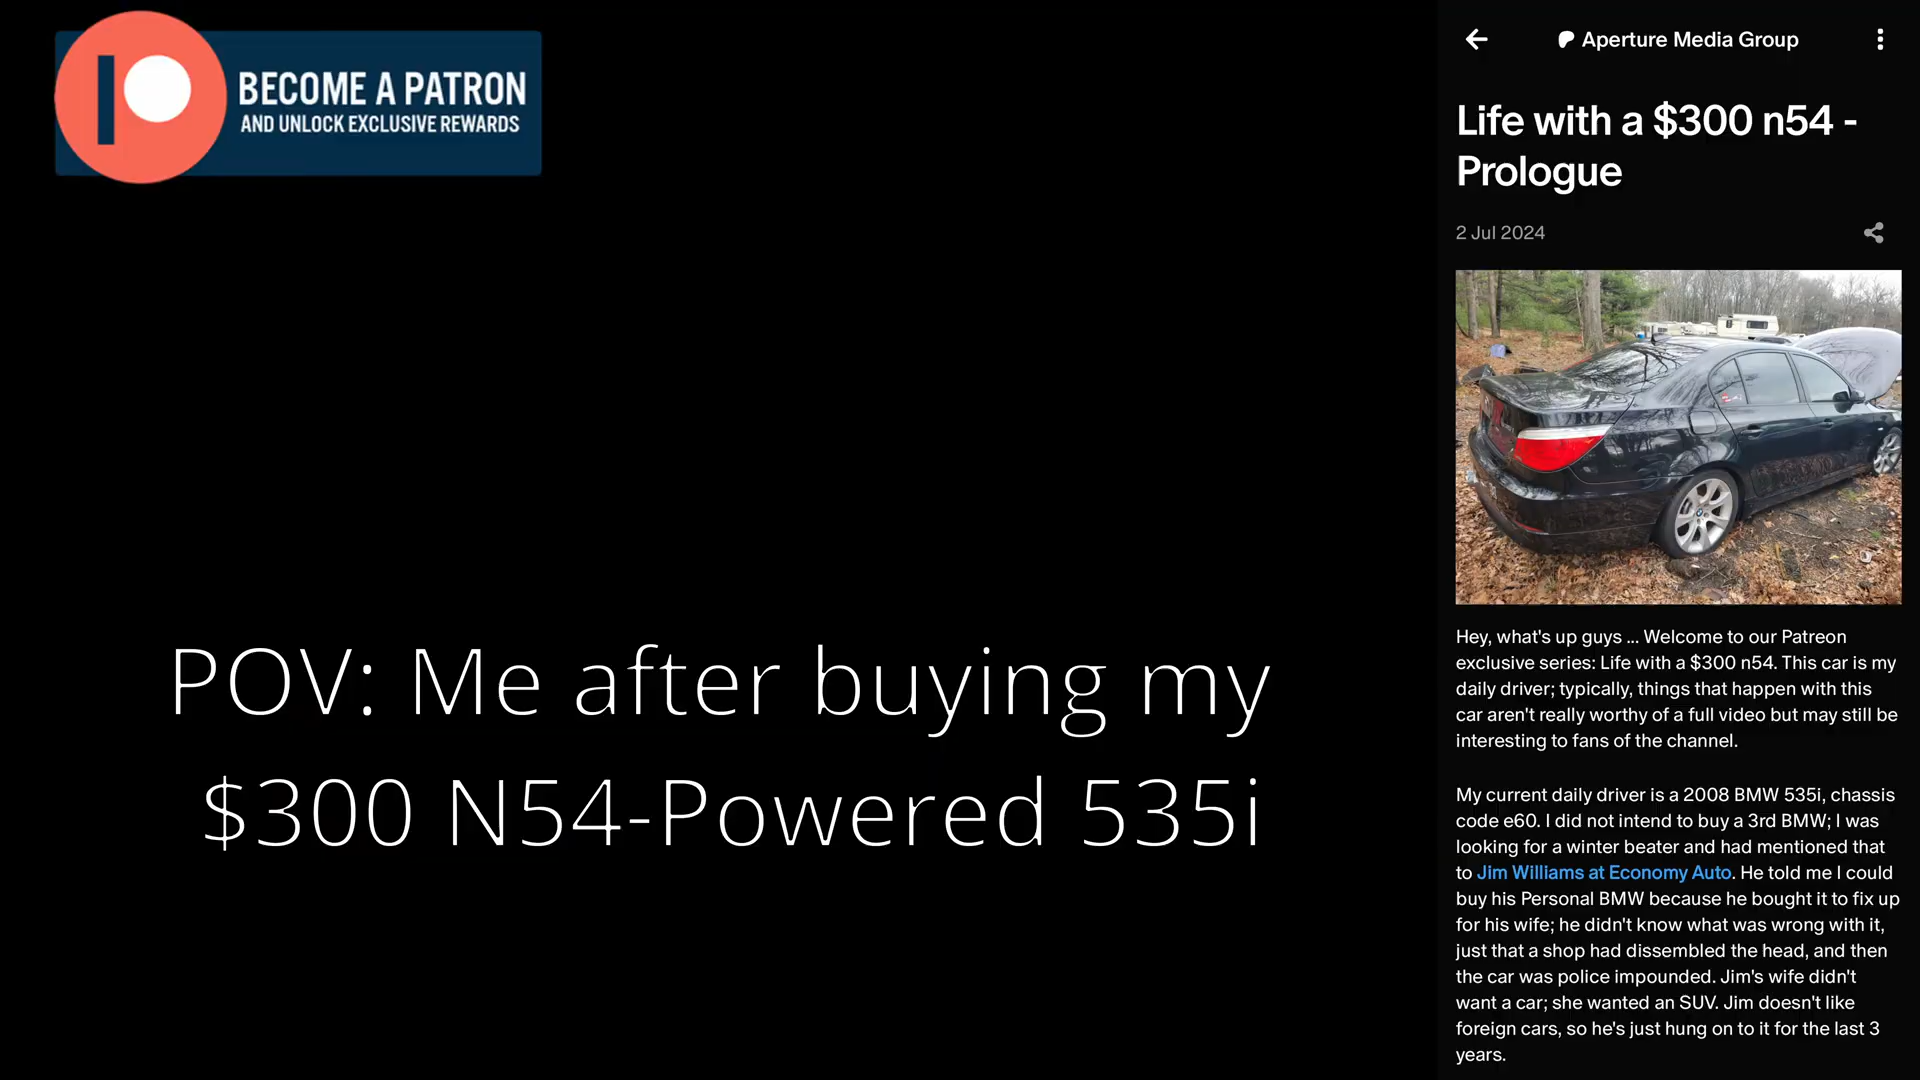 BECOME A PATRON
AND UNLOCK EXCLUSIVE REWARDS
POV: Me after buying my
$300 N54-Powered 535i
Aperture Media Group
Life with a $300 n54 -
Prologue
2 Jul 2024
Hey, what's up guys ... Welcome to our Patreon
exclusive series: Life with a $300 n54. This car is my
daily driver; typically, things that happen with this
car aren't really worthy of a full video but may still be
interesting to fans of the channel.
My current daily driver is a 2008 BMW 535i, chassis
code e60. I did not intend to buy a 3rd BMW; I was
looking for a winter beater and had mentioned that
to Jim Williams at Economy Auto. He told me I could
buy his Personal BMW because he bought it to fix up
for his wife; he didn't know what was wrong with it,
just that a shop had dissembled the head, and then
the car was police impounded. Jim's wife didn't
want a car; she wanted an SUV. Jim doesn't like
foreign cars, so he's just hung on to it for the last 3
years.